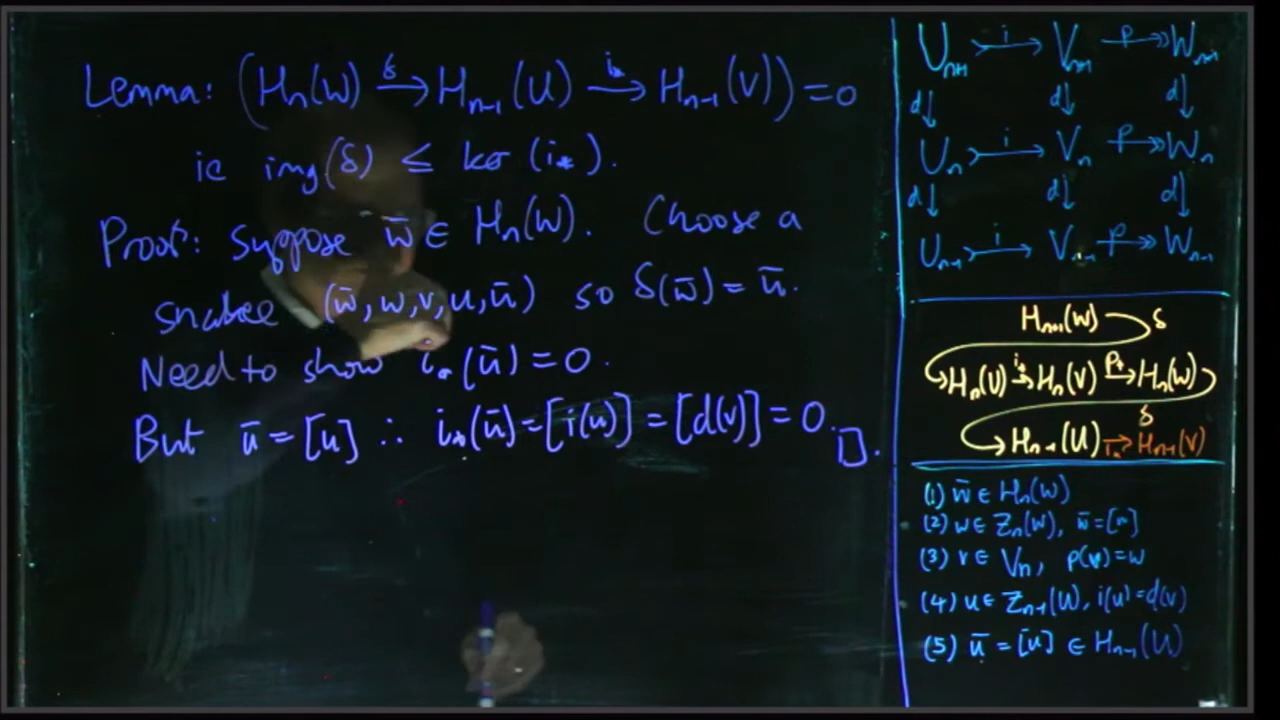 Lemma: (Hₙ(W) →δ Hₙ₋₁(U) →i* Hₙ₋₁(V)) = 0
ie img(δ) ≤ ker(i*).
Proof: Suppose w̄ ∈ Hₙ(W). Choose a
snake (w̄, w, v, u, ū) so δ(w̄) = ū.
Need to show i*(ū) = 0.
But ū = [u] ∴ i*(ū) = [i(u)] = [d(v)] = 0. □.
Uₙ₊₁ >—i→ Vₙ₊₁ —p→> Wₙ₊₁
d↓ d↓ d↓
Uₙ >—i→ Vₙ —p→> Wₙ
d↓ d↓ d↓
Uₙ₋₁ >—i→ Vₙ₋₁ —p→> Wₙ₋₁
Hₙ₊₁(W) δ
Hₙ(U) →i* Hₙ(V) →p* Hₙ(W)
δ
Hₙ₋₁(U) →i* Hₙ₋₁(V)
(1) w̄ ∈ Hₙ(W)
(2) w ∈ Zₙ(W), w̄ = [w]
(3) v ∈ Vₙ, p(v) = w
(4) u ∈ Zₙ₋₁(U), i(u) = d(v)
(5) ū = [u] ∈ Hₙ₋₁(U)